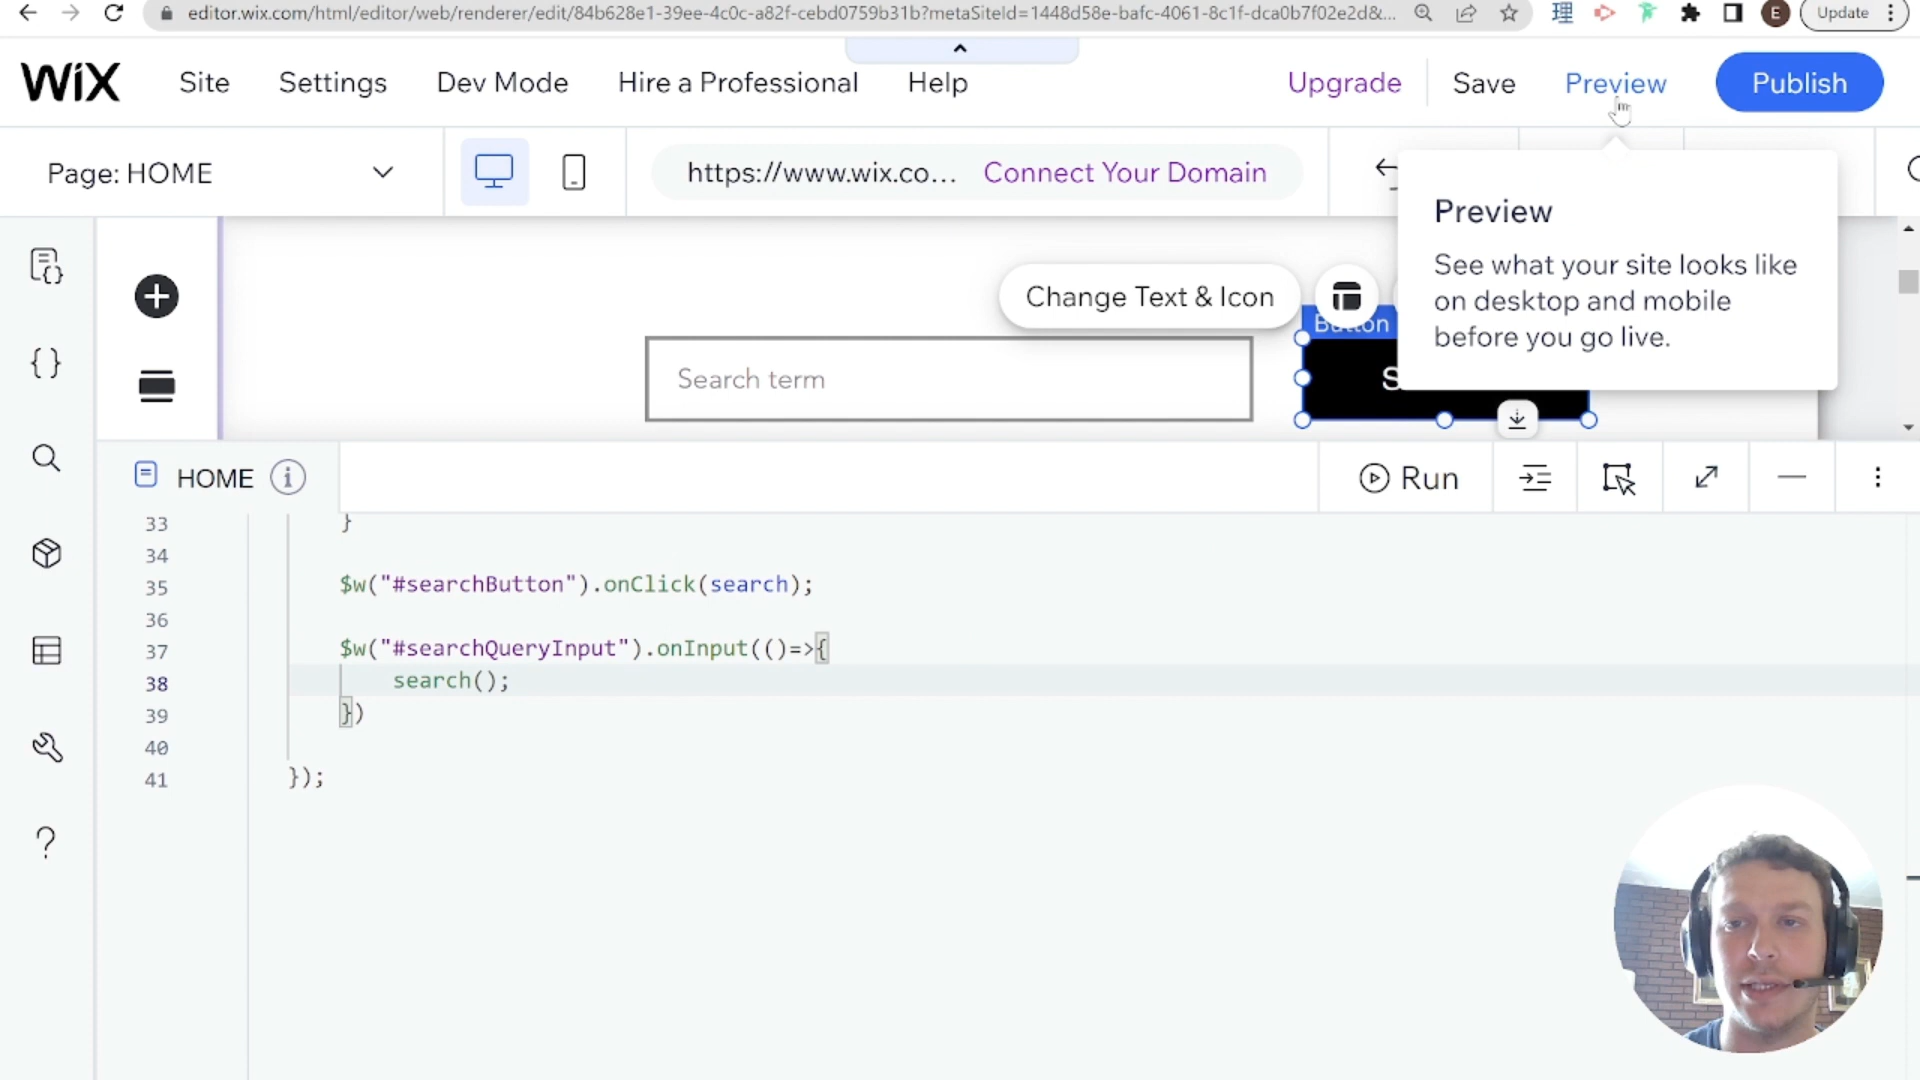 editor.wix.com/html/editor/web/renderer/edit/84b628e1-39ee-4c0c-a82f-cebd0759b31b?metaSiteId=1448d58e-bafc-4061-8c1f-dca0b7f02e2d&...
理
E
Update
WiX
Site
Settings
Dev Mode
Hire a Professional
Help
Upgrade
Save
Preview
Publish
Page: HOME
https://www.wix.co...
Connect Your Domain
Preview
See what your site looks like
on desktop and mobile
before you go live.
Change Text & Icon
Button
Search term
S
HOME
Run
33 }
34
35 $w("#searchButton").onClick(search);
36
37 $w("#searchQueryInput").onInput(()=>{
38 search();
39 })
40
41 });